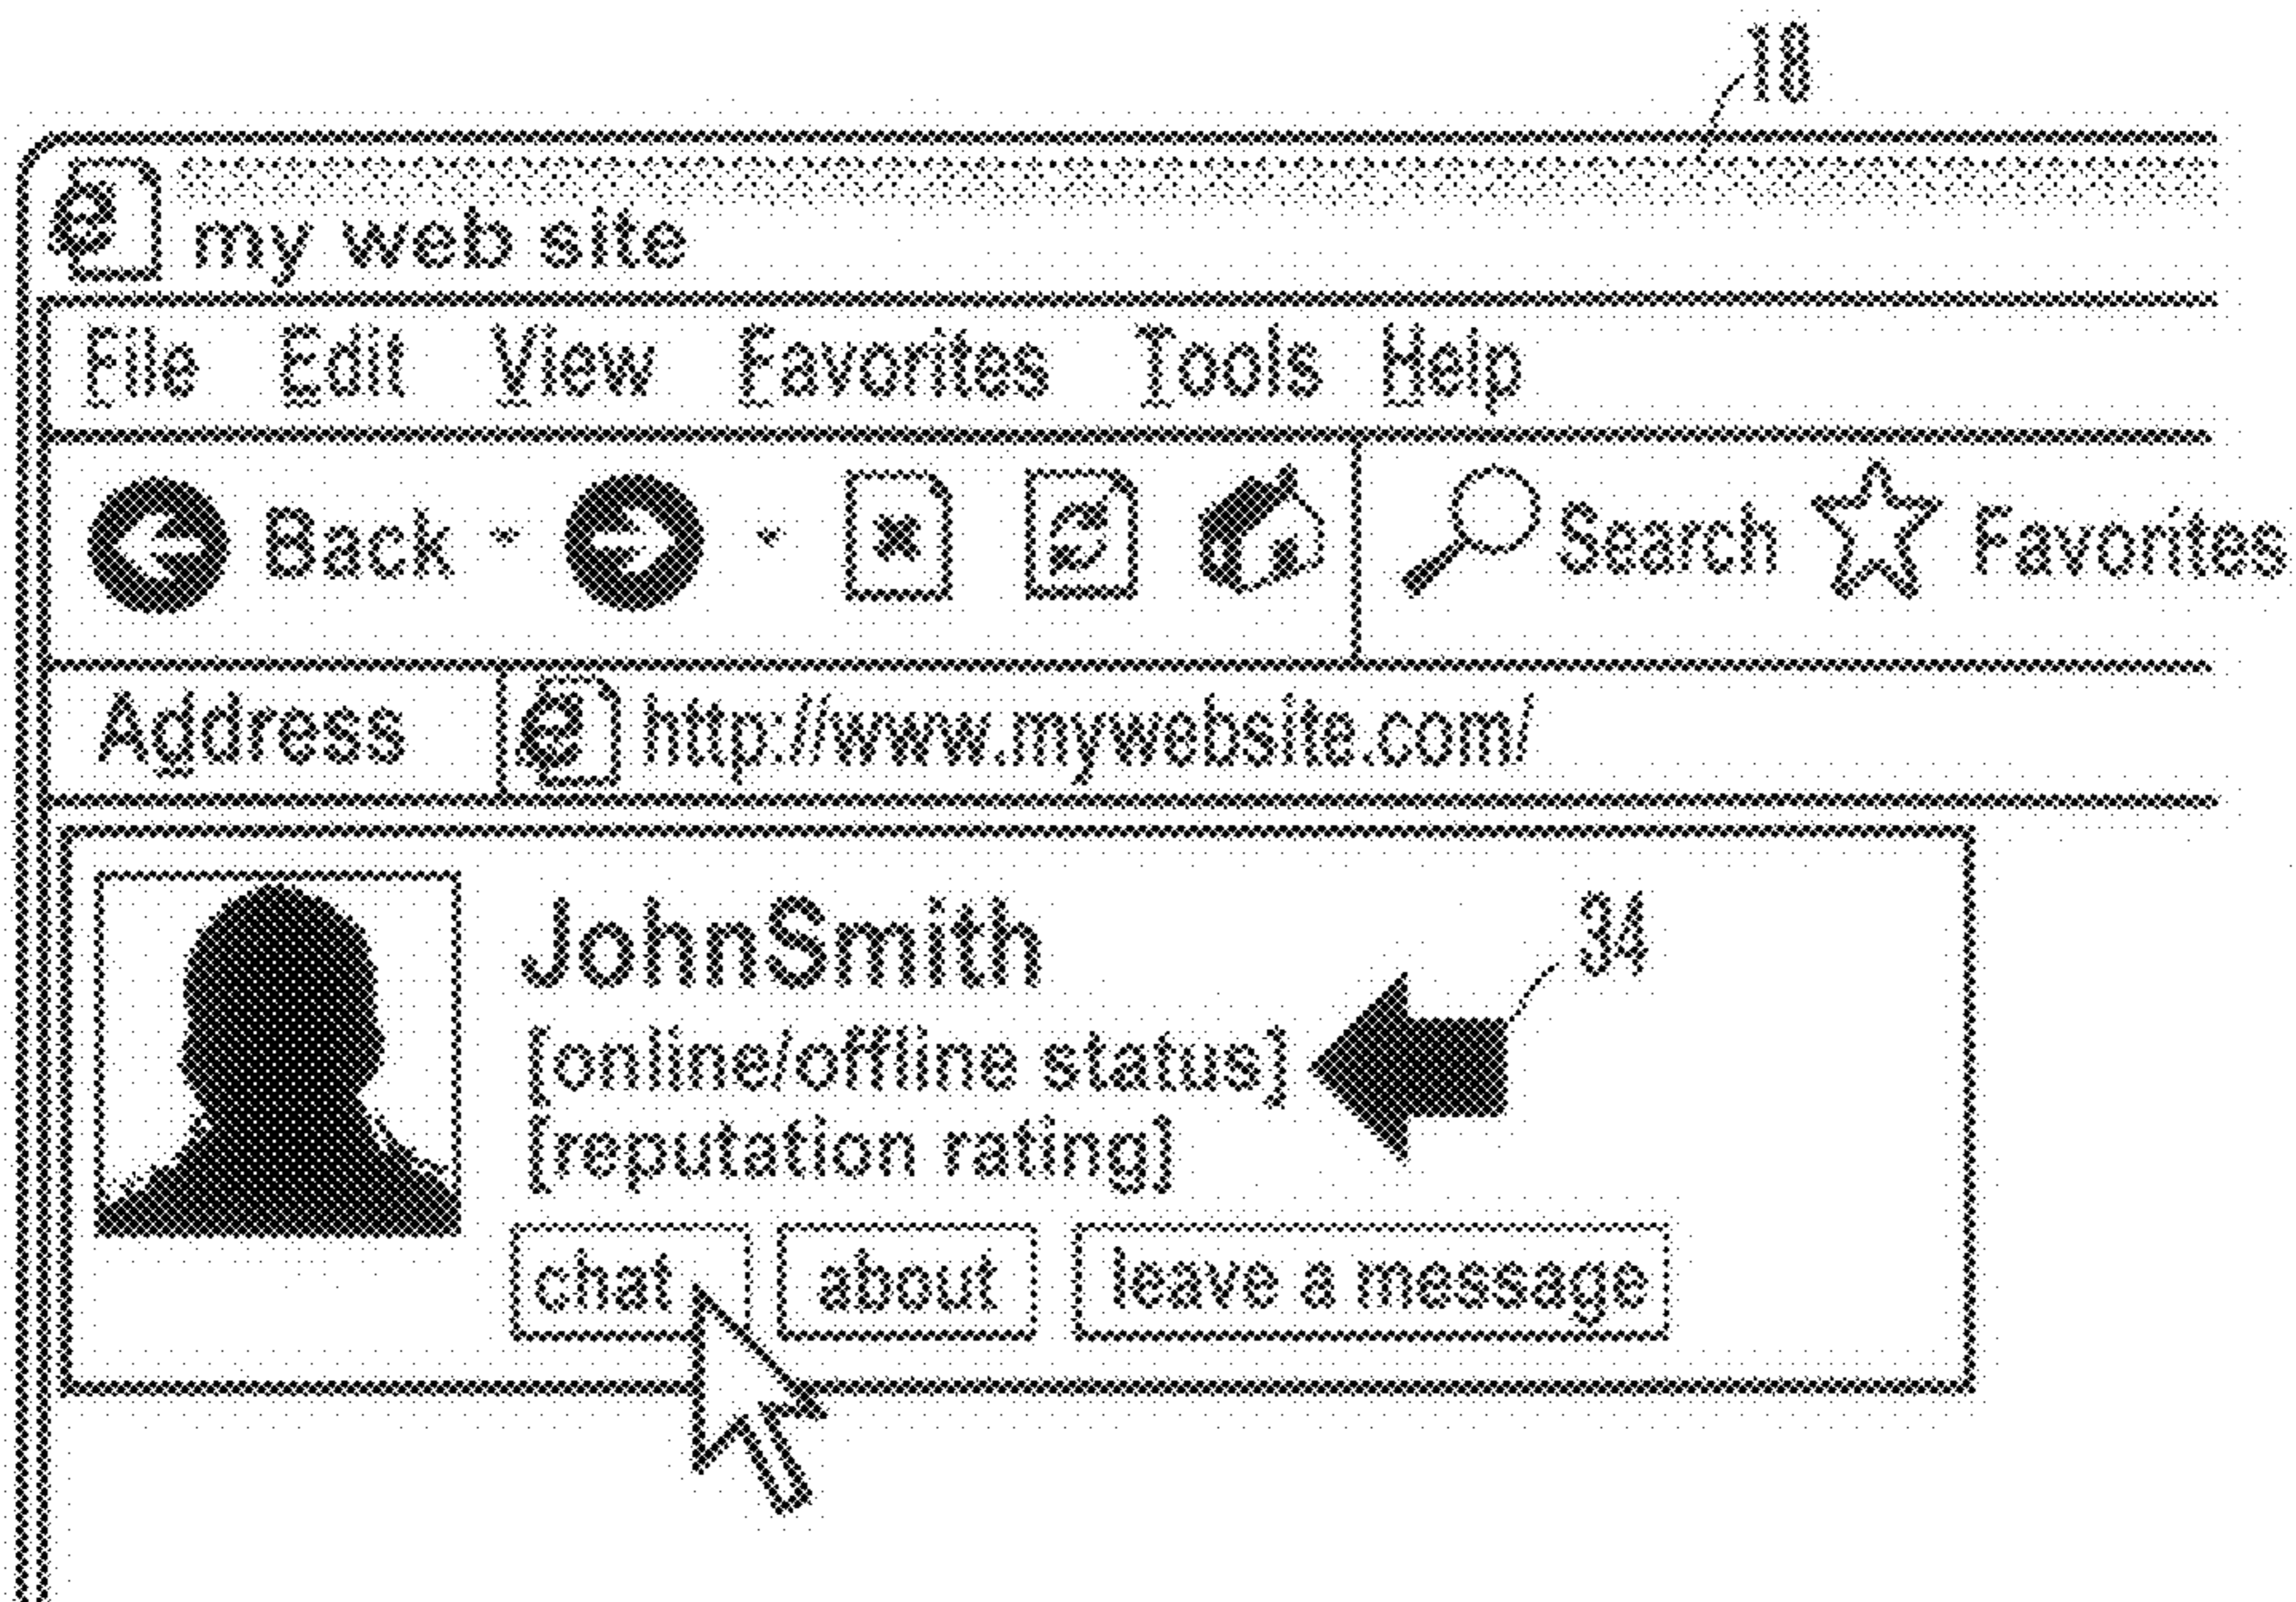 18
my web site
File Edit View Favorites Tools Help
Back Search Favorites
Address http://www.mywebsite.com/
JohnSmith
34
[online/offline status]
[reputation rating]
chat about leave a message